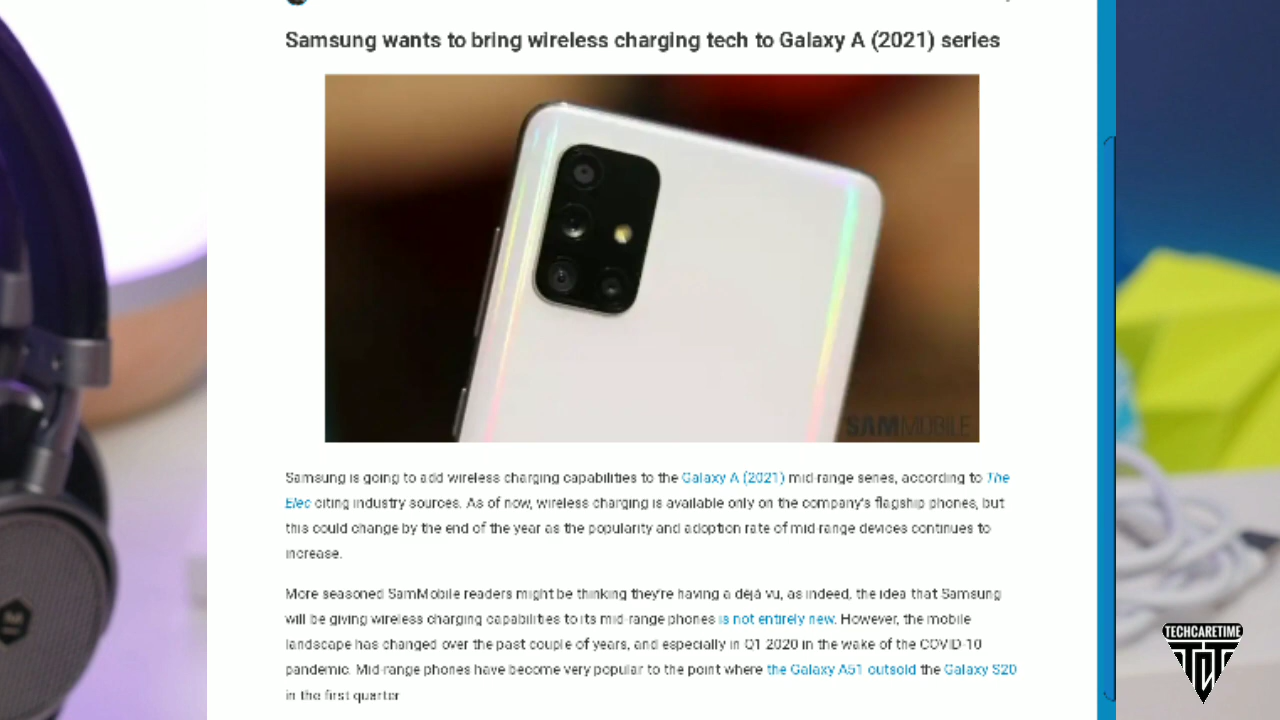 Samsung wants to bring wireless charging tech to Galaxy A (2021) series
SAMMOBILE
Samsung is going to add wireless charging capabilities to the Galaxy A (2021) mid-range series, according to The
Elec citing industry sources. As of now, wireless charging is available only on the company's flagship phones, but
this could change by the end of the year as the popularity and adoption rate of mid-range devices continues to
increase.
More seasoned SamMobile readers might be thinking they're having a déjà vu, as indeed, the idea that Samsung
will be giving wireless charging capabilities to its mid-range phones is not entirely new. However, the mobile
landscape has changed over the past couple of years, and especially in Q1 2020 in the wake of the COVID-10
pandemic. Mid-range phones have become very popular to the point where the Galaxy A51 outsold the Galaxy S20
in the first quarter
TECHCARETIME
TCT